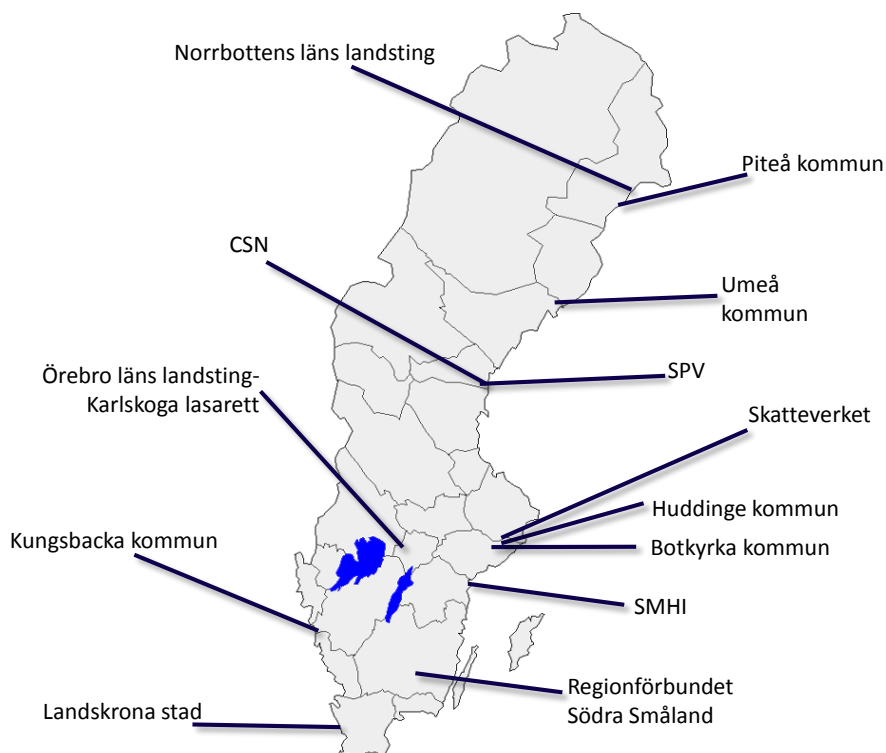 Norrbottens läns landsting
Piteå kommun
CSN
Umeå
kommun
SPV
Örebro läns landsting-
Karlskoga lasarett
Skatteverket
Huddinge kommun
Kungsbacka kommun
Botkyrka kommun
SMHI
Regionförbundet
Södra Småland
Landskrona stad